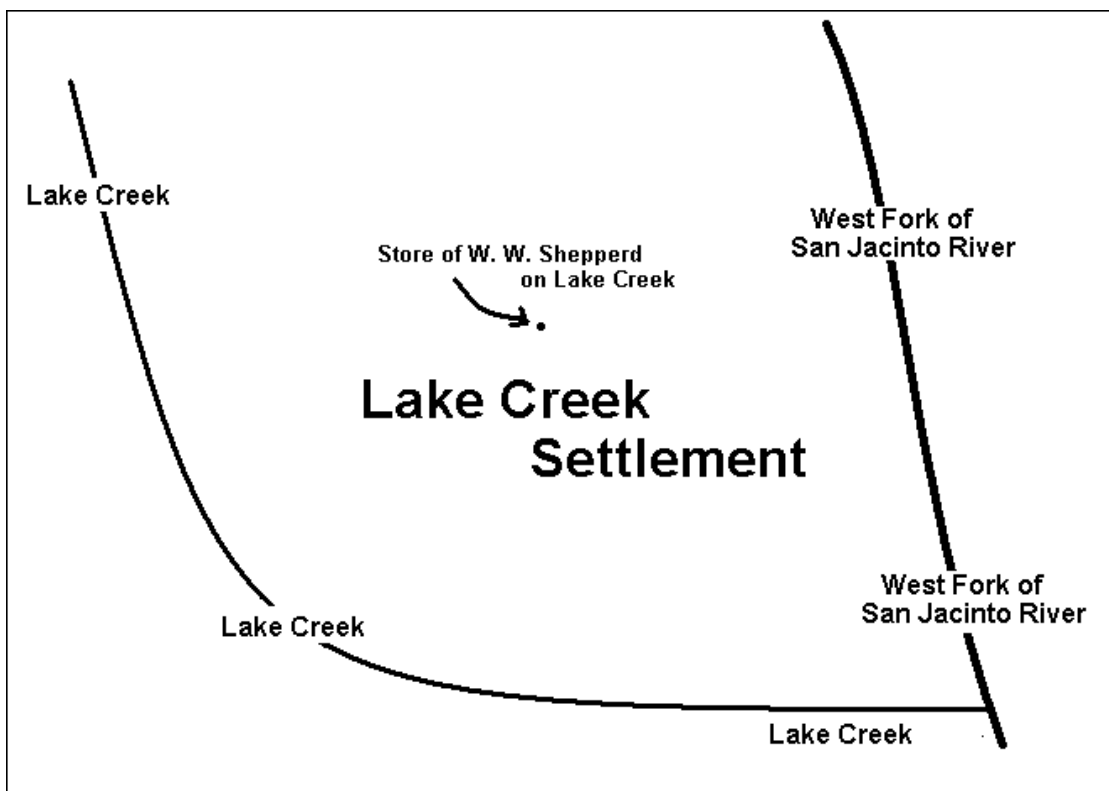 Lake Creek
West Fork of
San Jacinto River
Store of W. W. Shepperd
on Lake Creek
Lake Creek
Settlement
West Fork of
San Jacinto River
Lake Creek
Lake Creek